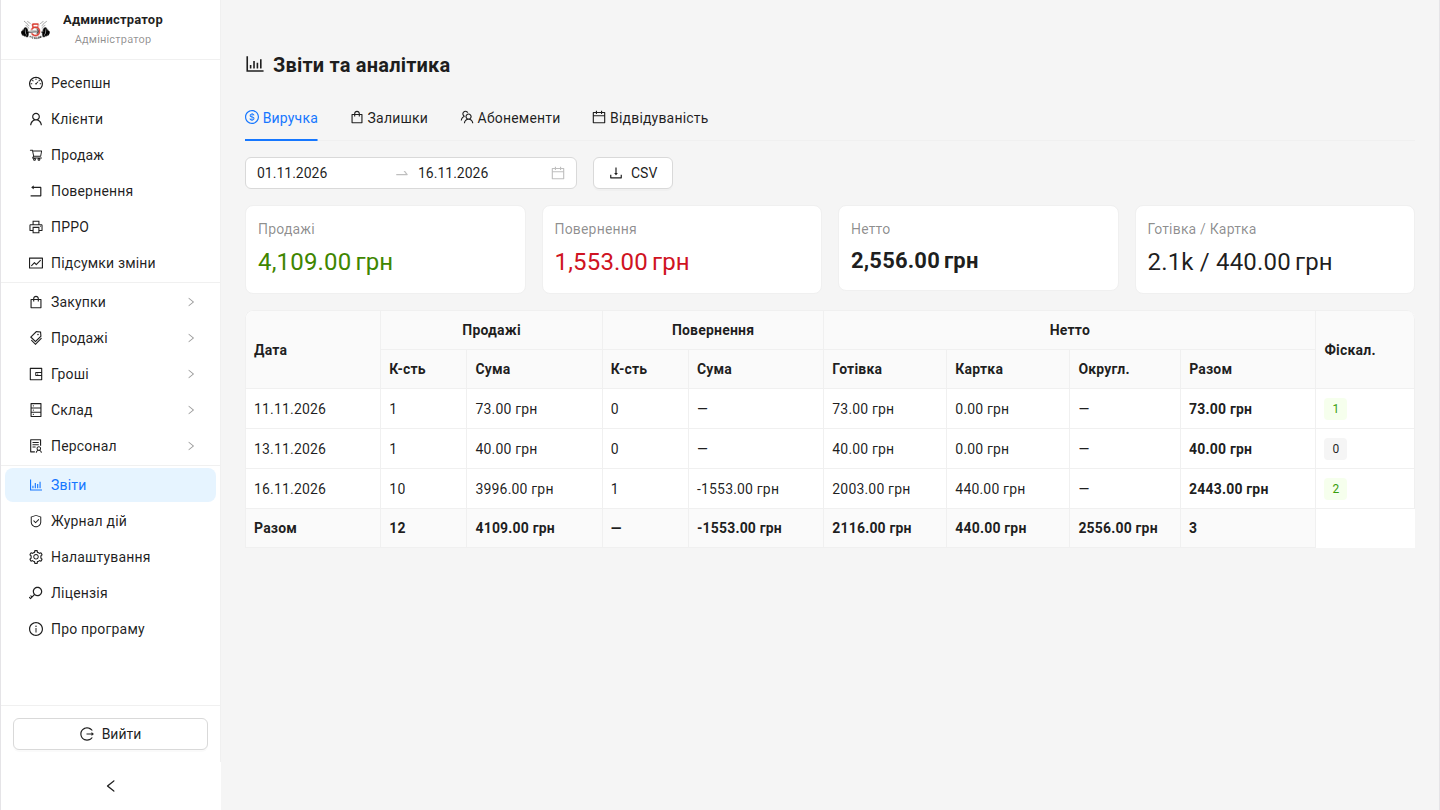 5
Администратор
Адміністратор
Ресепшн
Клієнти
Продаж
Повернення
ПРРО
Підсумки зміни
Закупки
Продажі
Гроші
Склад
Персонал
Звіти
Журнал дій
Налаштування
Ліцензія
Про програму
Вийти
Звіти та аналітика
Виручка Залишки Абонементи Відвідуваність
01.11.2026 16.11.2026 CSV
Продажі Повернення Нетто Готівка / Картка
4,109.00 грн 1,553.00 грн 2,556.00 грн 2.1k / 440.00 грн
Дата Продажі Повернення Нетто Фіскал.
К-сть Сума К-сть Сума Готівка Картка Округл. Разом
11.11.2026 1 73.00 грн 0 — 73.00 грн 0.00 грн — 73.00 грн 1
13.11.2026 1 40.00 грн 0 — 40.00 грн 0.00 грн — 40.00 грн 0
16.11.2026 10 3996.00 грн 1 -1553.00 грн 2003.00 грн 440.00 грн — 2443.00 грн 2
Разом 12 4109.00 грн — -1553.00 грн 2116.00 грн 440.00 грн 2556.00 грн 3